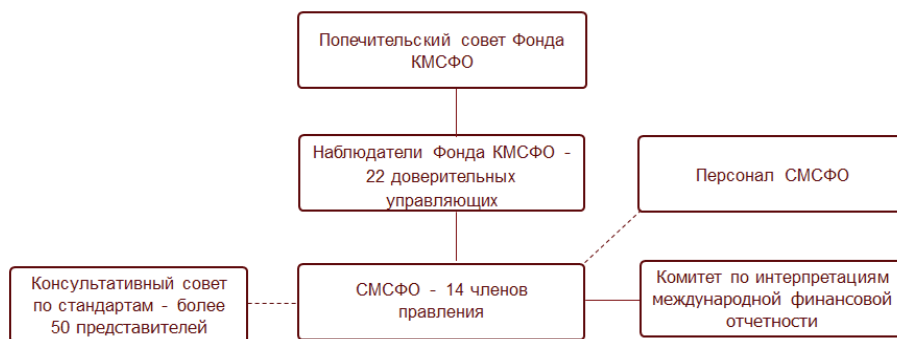 Попечительский совет Фонда
КМСФО
Наблюдатели Фонда КМСФО -
22 доверительных
управляющих
Персонал СМСФО
Консультативный совет
по стандартам - более
50 представителей
СМСФО - 14 членов
правления
Комитет по интерпретациям
международной финансовой
отчетности